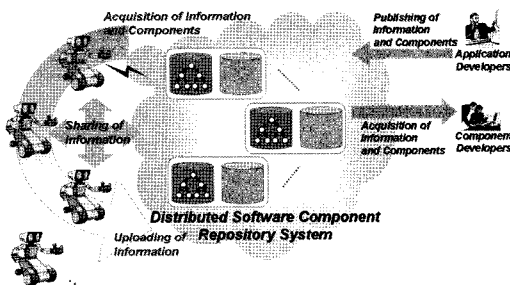 Acquisition of Information
and Components
Publishing of
Information
and Components
Application
Developers
Sharing of
Information
Acquisition of
Information
and Components
Component
Developers
Distributed Software Component
Repository System
Uploading of
Information